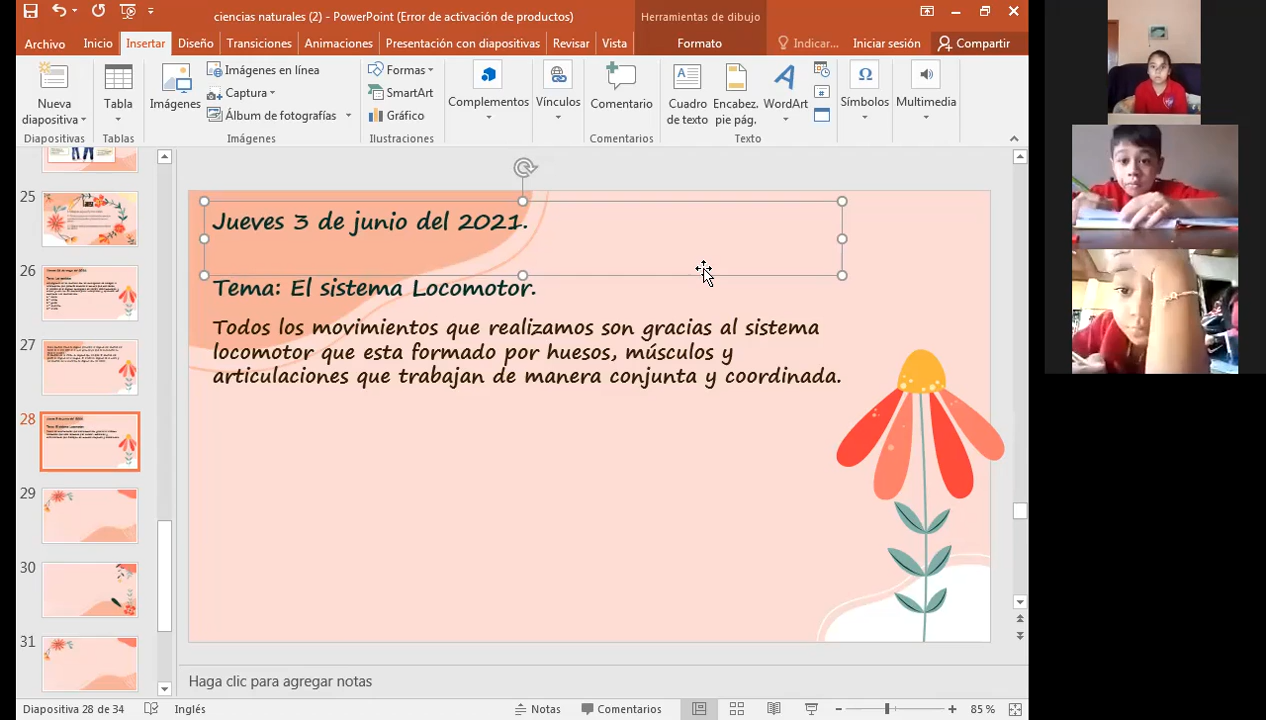 ciencias naturales (2) - PowerPoint (Error de activación de productos)
Herramientas de dibujo
Archivo Inicio Insertar Diseño Transiciones Animaciones Presentación con diapositivas Revisar Vista Formato Indicar... Iniciar sesión Compartir
Nueva diapositiva
Tabla
Imágenes
Imágenes en línea
Captura
Álbum de fotografías
Formas
SmartArt
Gráfico
Complementos
Vínculos
Comentario
Cuadro de texto
Encabez. pie pág.
WordArt
Símbolos
Multimedia
Diapositivas Tablas Imágenes Ilustraciones Comentarios Texto
25
26
27
28
29
30
31
Jueves 3 de junio del 2021.
Tema: El sistema Locomotor.
Todos los movimientos que realizamos son gracias al sistema
locomotor que esta formado por huesos, músculos y
articulaciones que trabajan de manera conjunta y coordinada.
Haga clic para agregar notas
Diapositiva 28 de 34 Inglés Notas Comentarios 85 %